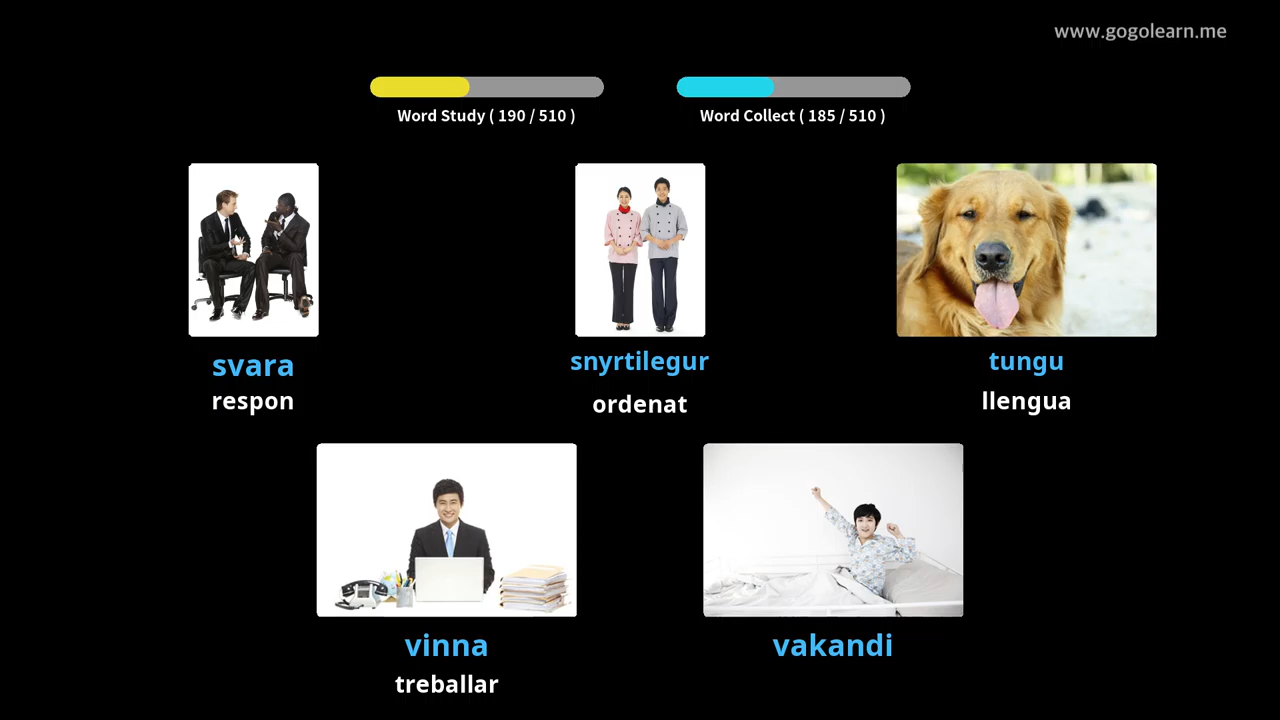 www.gogolearn.me
Word Study ( 190 / 510 )
Word Collect ( 185 / 510 )
svara
respon
snyrtilegur
ordenat
tungu
llengua
vinna
treballar
vakandi